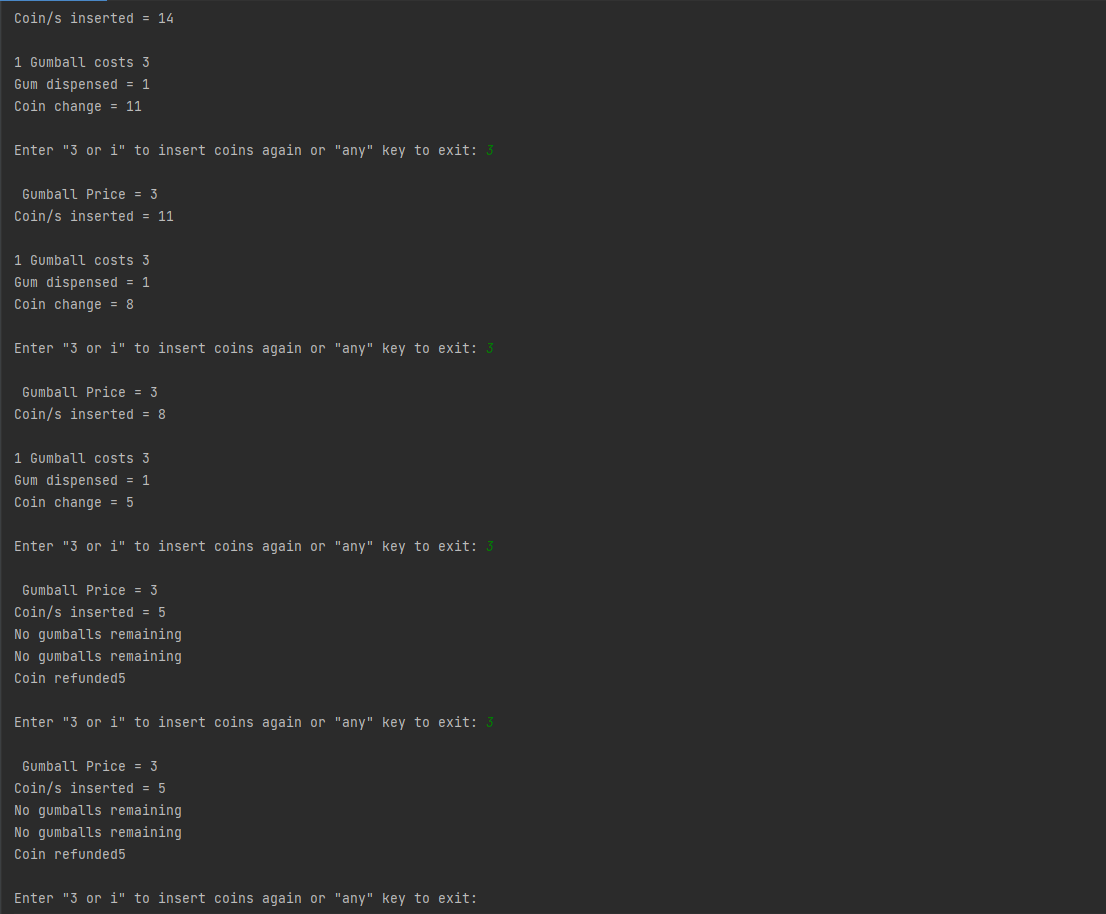 Coin/s inserted = 14
1 Gumball costs 3
Gum dispensed = 1
Coin change = 11
Enter "3 or i" to insert coins again or "any" key to exit: 3
Gumball Price = 3
Coin/s inserted = 11
1 Gumball costs 3
Gum dispensed = 1
Coin change = 8
Enter "3 or i" to insert coins again or "any" key to exit: 3
Gumball Price = 3
Coin/s inserted = 8
1 Gumball costs 3
Gum dispensed = 1
Coin change = 5
Enter "3 or i" to insert coins again or "any" key to exit: 3
Gumball Price = 3
Coin/s inserted = 5
No gumballs remaining
No gumballs remaining
Coin refunded5
Enter "3 or i" to insert coins again or "any" key to exit: 3
Gumball Price = 3
Coin/s inserted = 5
No gumballs remaining
No gumballs remaining
Coin refunded5
Enter "3 or i" to insert coins again or "any" key to exit: